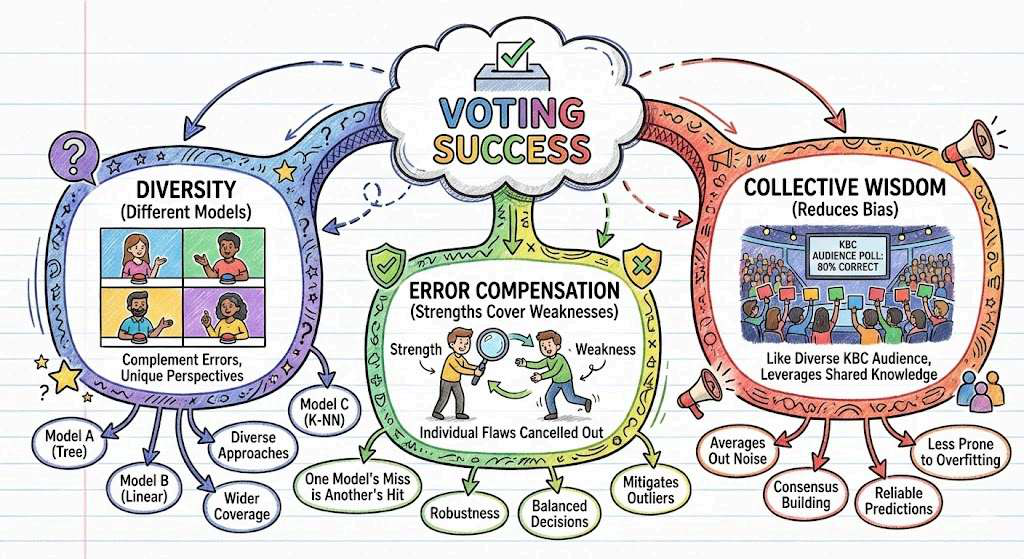 VOTING
SUCCESS
?
DIVERSITY
(Different Models)
Complement Errors,
Unique Perspectives
?
Model A
(Tree)
Model B
(Linear)
Wider
Coverage
Diverse
Approaches
Model C
(K-NN)
ERROR COMPENSATION
(Strengths Cover Weaknesses)
Strength
Weakness
Individual Flaws Cancelled Out
One Model's Miss
is Another's Hit
Robustness
Balanced
Decisions
Mitigates
Outliers
COLLECTIVE WISDOM
(Reduces Bias)
KBC
AUDIENCE POLL:
80% CORRECT
Like Diverse KBC Audience,
Leverages Shared Knowledge
Averages
Out Noise
Consensus
Building
Reliable
Predictions
Less Prone
to Overfitting